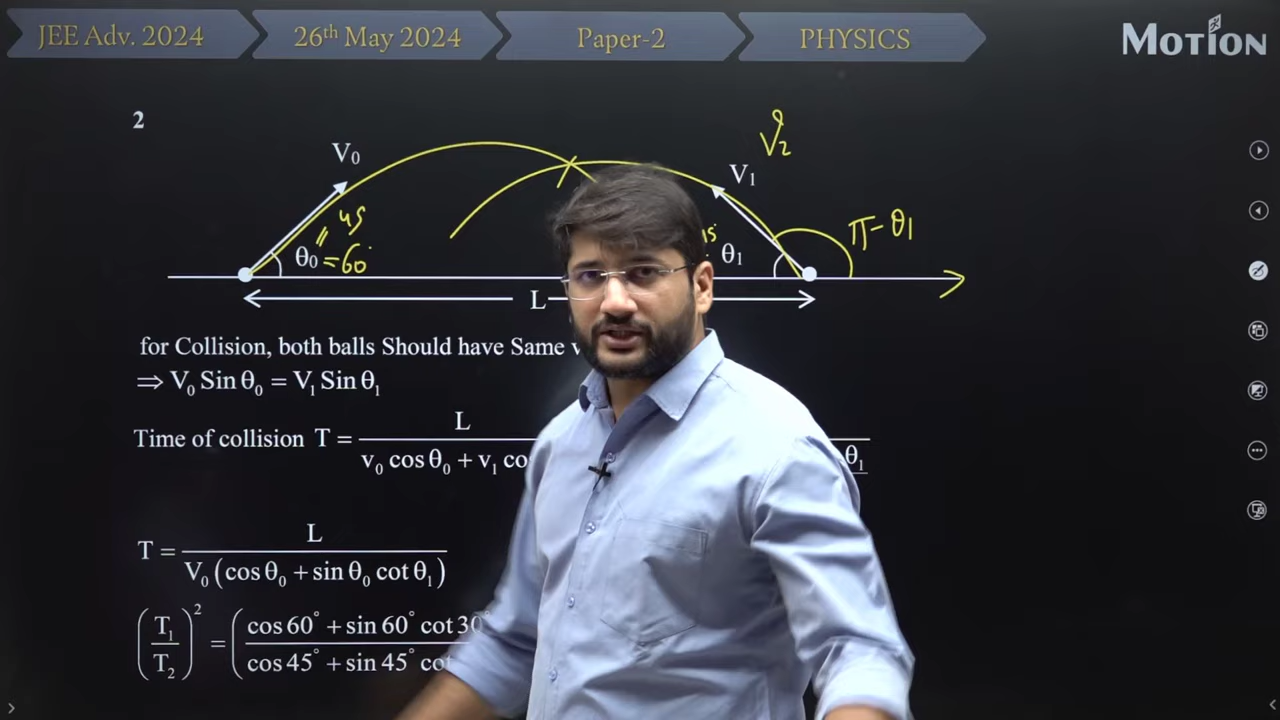 JEE Adv. 2024 26th May 2024 Paper-2 PHYSICS MOTION
2
V₀ V₁ V₂
45
θ₀ = 60° θ₁ π-θ₁
L
for Collision, both balls Should have Same
⇒ V₀ Sin θ₀ = V₁ Sin θ₁
Time of collision T = L / v₀ cos θ₀ + v₁ θ₁
T = L / V₀ (cos θ₀ + sin θ₀ cot θ₁)
(T₁/T₂)² = (cos 60° + sin 60° cot 30° / cos 45° + sin 45°